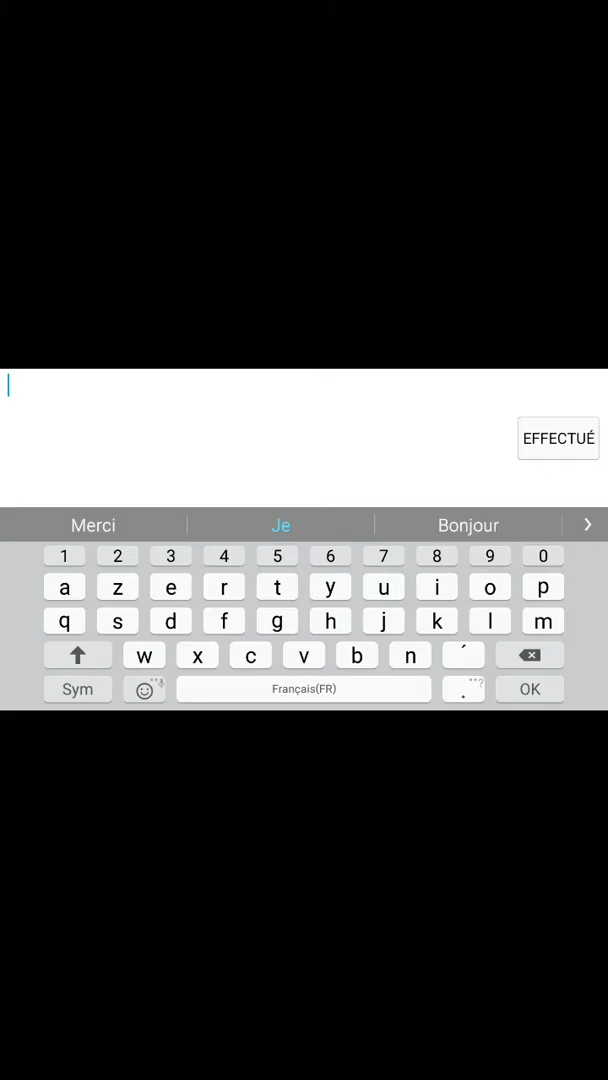 EFFECTUÉ
Merci Je Bonjour
1 2 3 4 5 6 7 8 9 0
a z e r t y u i o p
q s d f g h j k l m
w x c v b n ´
Sym Français(FR) . ? OK